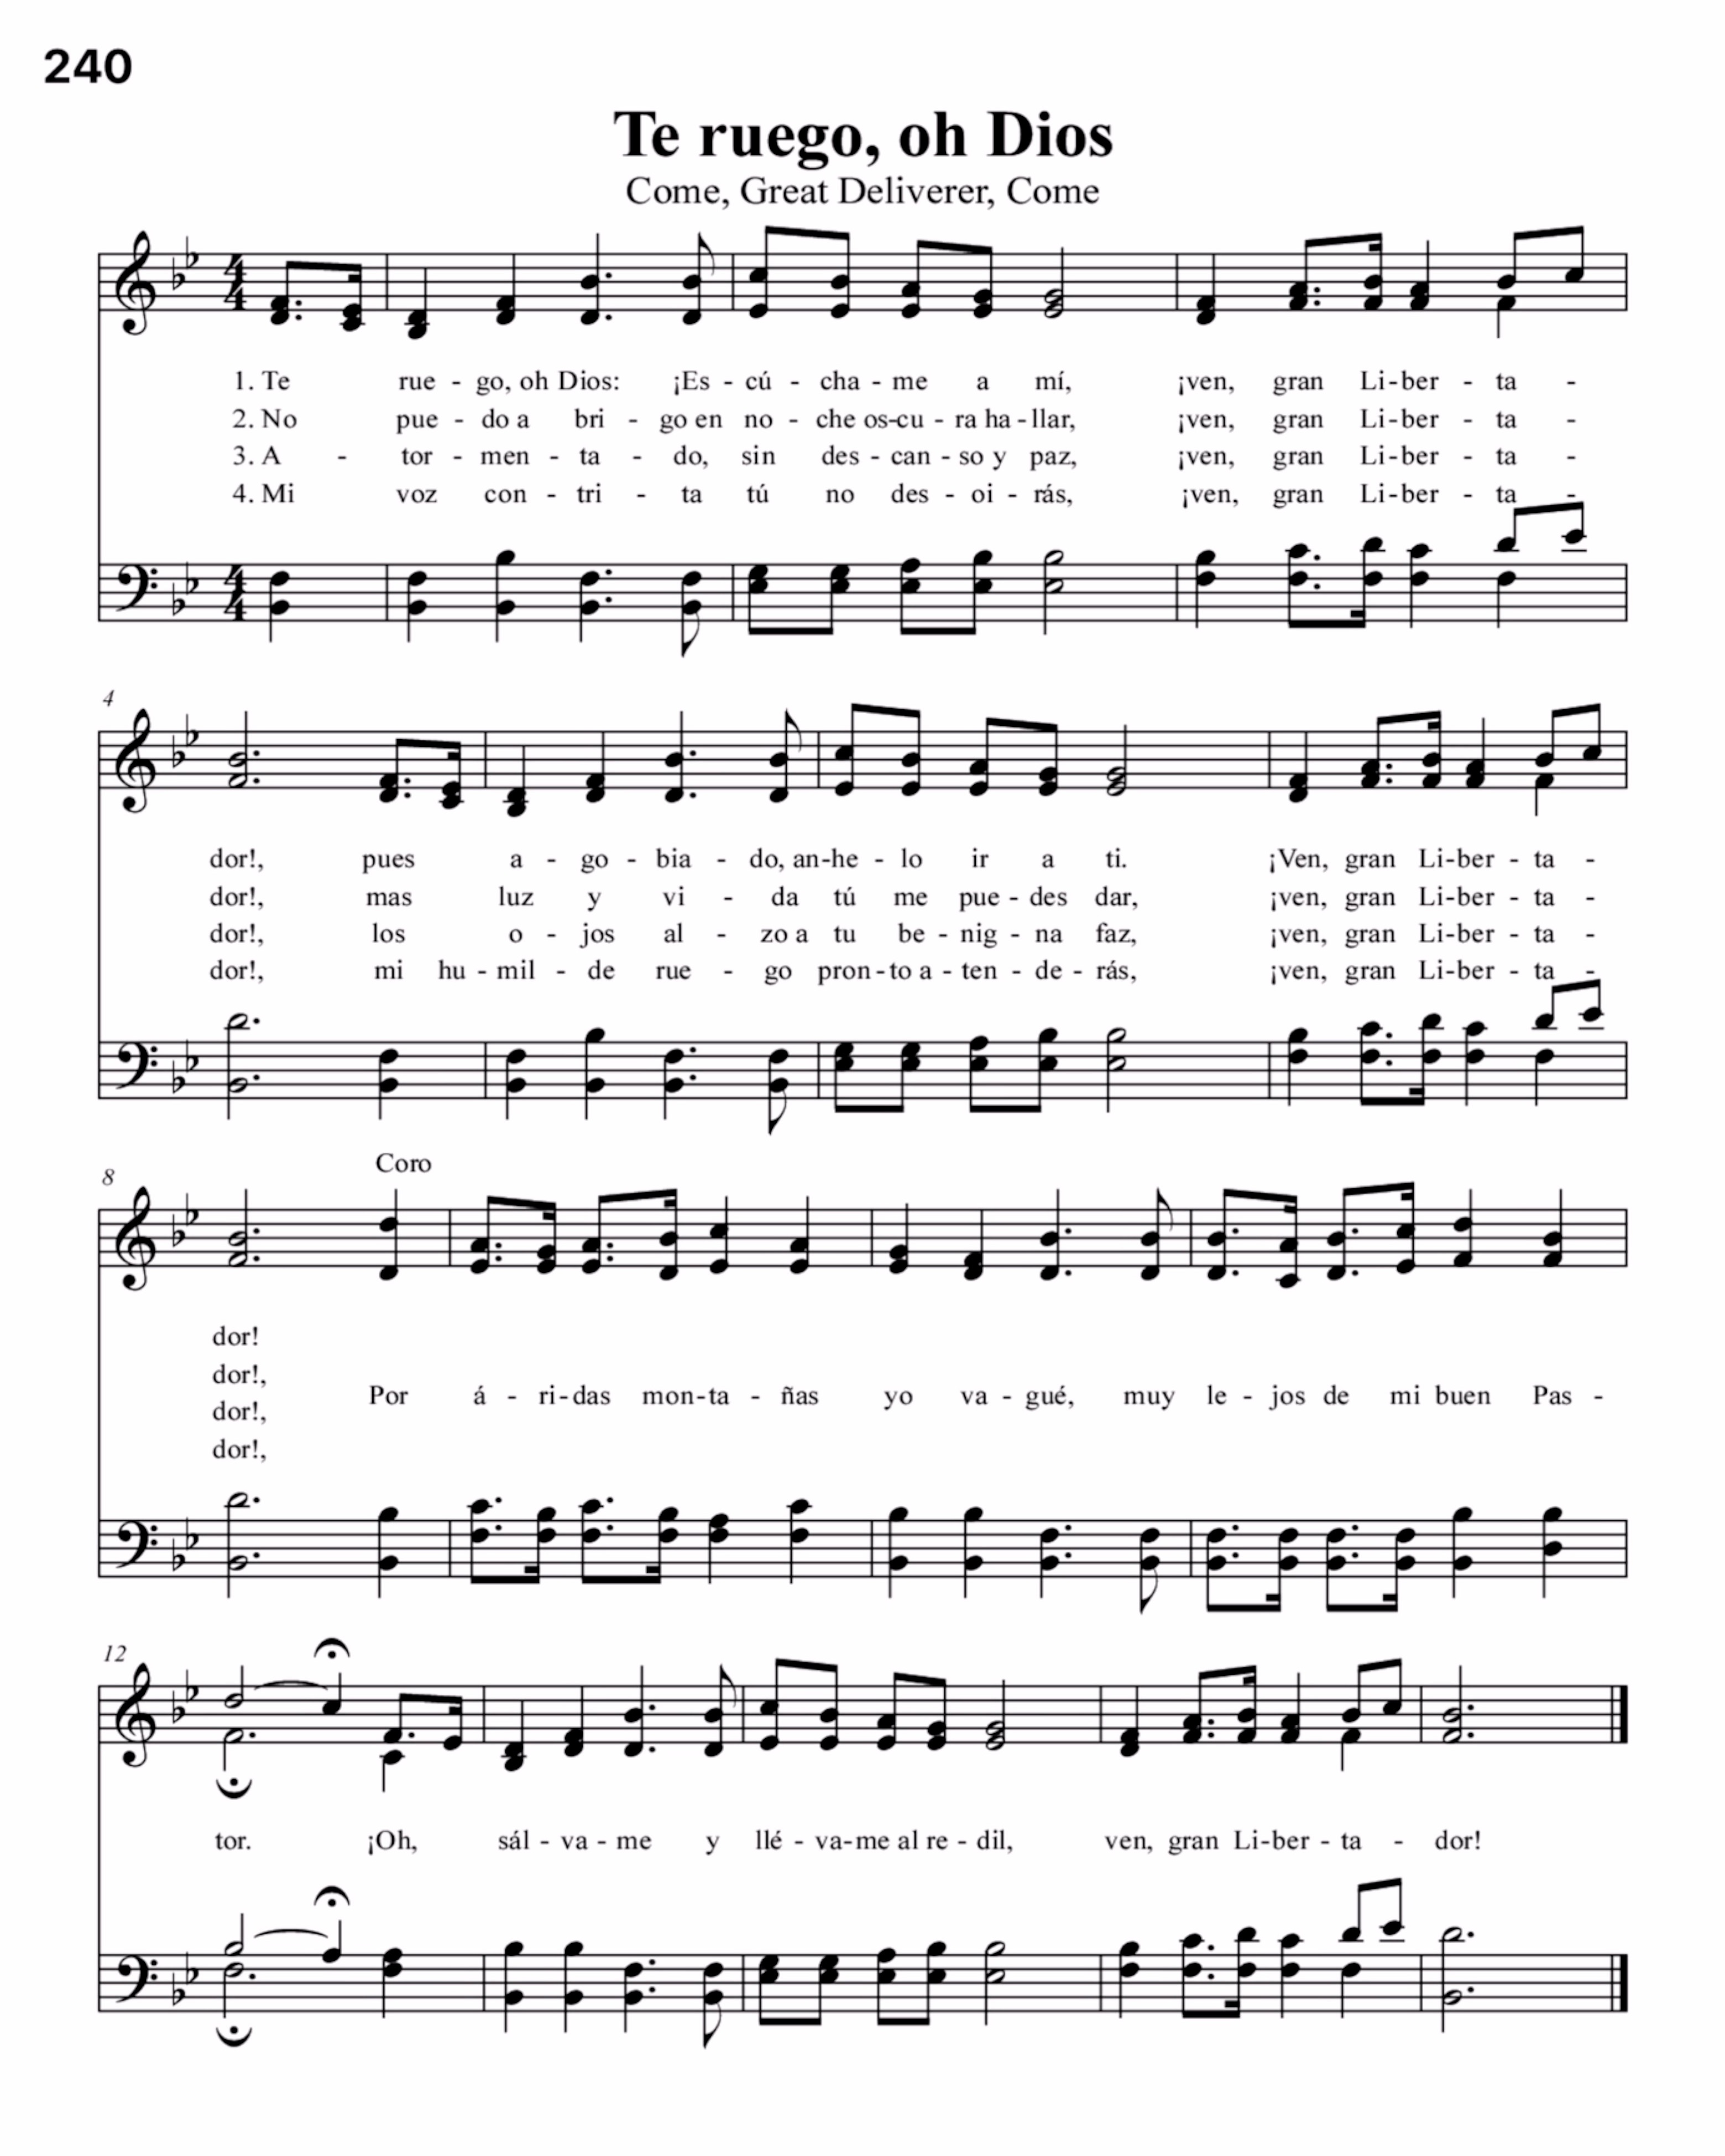 240
Te ruego, oh Dios
Come, Great Deliverer, Come
1. Te rue - go, oh Dios: ¡Es - cú - cha - me a mí, ¡ven, gran Li-ber - ta -
2. No pue - do a bri - go en no - che os-cu - ra ha - llar, ¡ven, gran Li-ber - ta -
3. A - tor - men - ta - do, sin des - can - so y paz, ¡ven, gran Li-ber - ta -
4. Mi voz con - tri - ta tú no des - oi - rás, ¡ven, gran Li-ber - ta -
4
dor!, pues a - go - bia - do, an-he - lo ir a ti. ¡Ven, gran Li-ber - ta -
dor!, mas luz y vi - da tú me pue - des dar, ¡ven, gran Li-ber - ta -
dor!, los o - jos al - zo a tu be - nig - na faz, ¡ven, gran Li-ber - ta -
dor!, mi hu - mil - de rue - go pron - to a - ten - de - rás, ¡ven, gran Li-ber - ta -
8
Coro
dor!
dor!,
Por á - ri-das mon-ta - ñas yo va - gué, muy le - jos de mi buen Pas -
dor!,
dor!,
12
tor. ¡Oh, sál - va - me y llé - va-me al re - dil, ven, gran Li-ber - ta - dor!